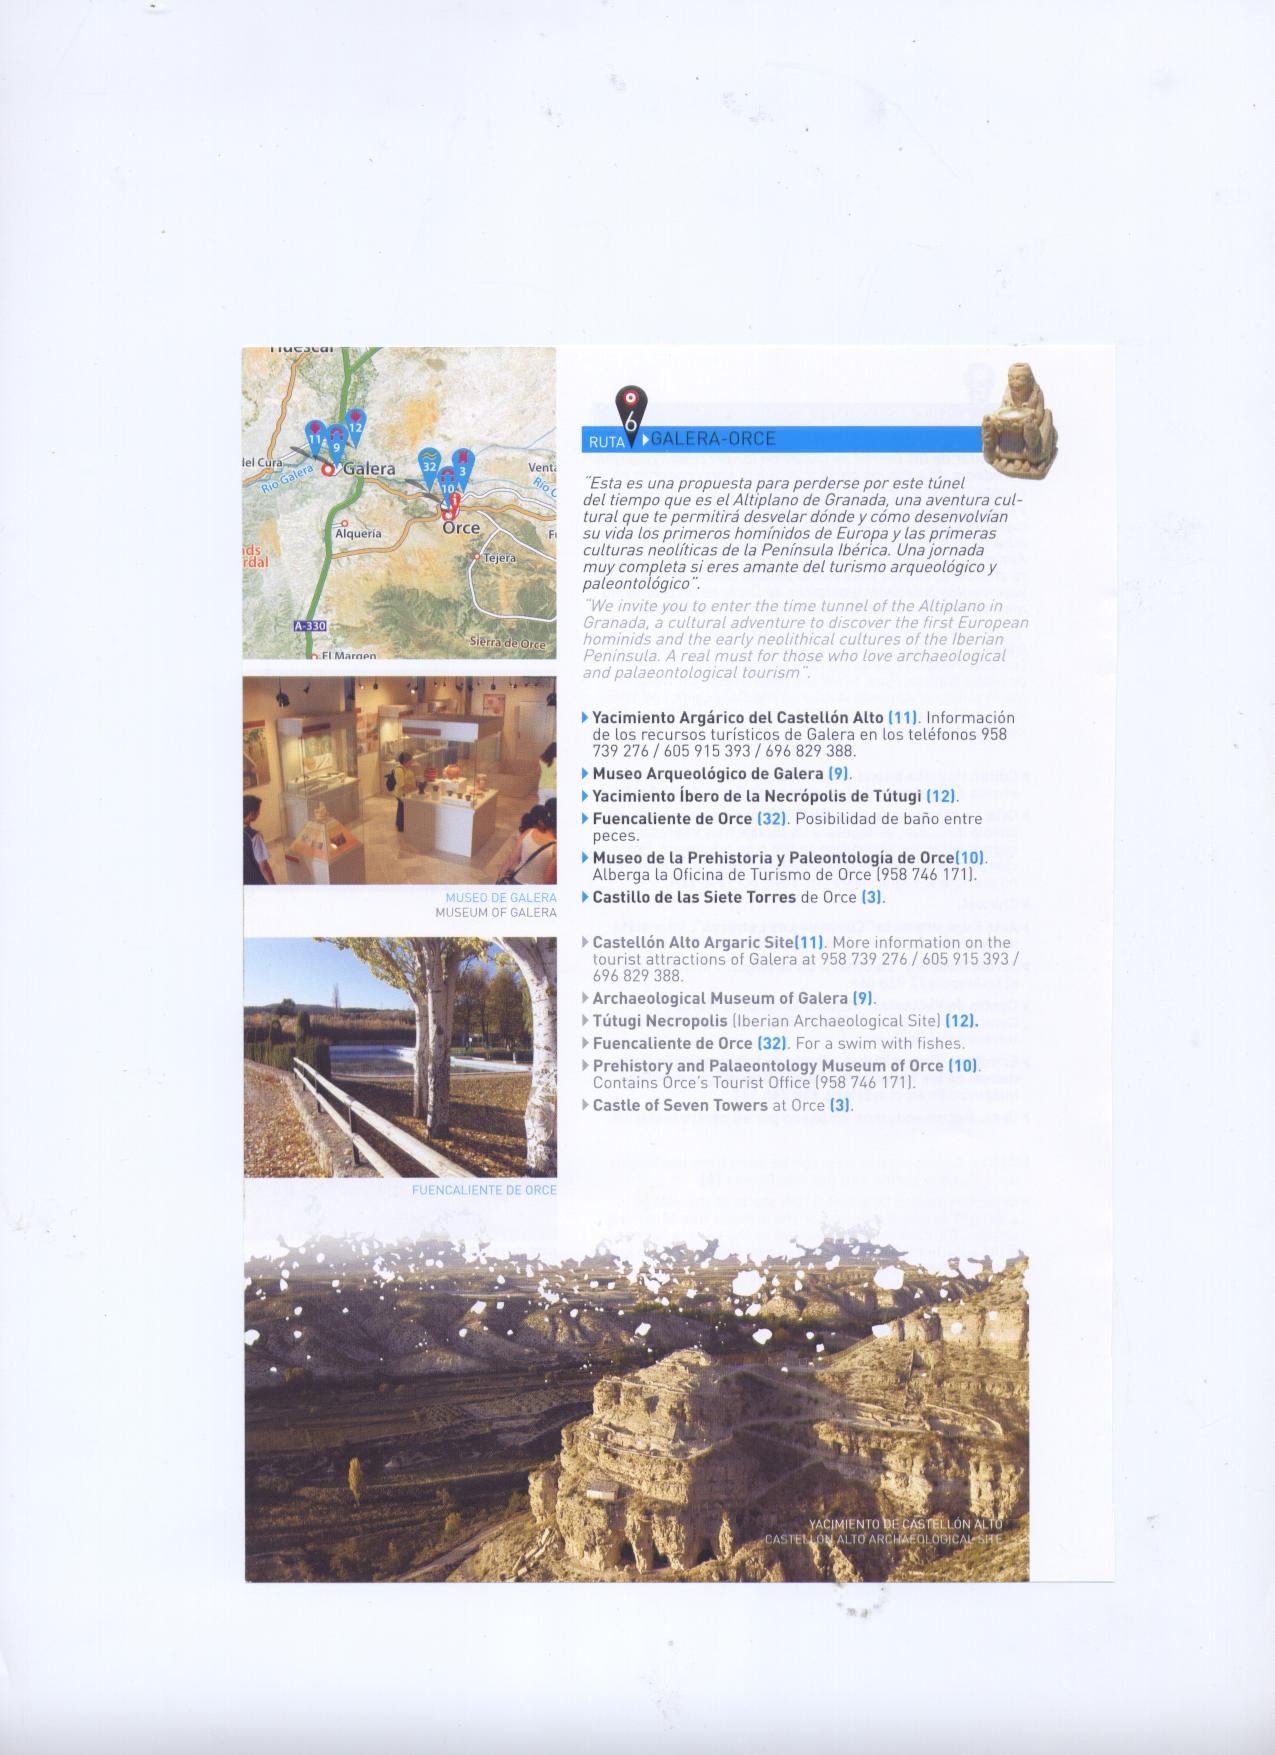 Huéscar
11
9
12
del Cura
Río Galera
Galera
32
10
3
i
Orce
Venta
Alquería
Tejera
A-330
Sierra de Orce
El Margen
MUSEO DE GALERA
MUSEUM OF GALERA
FUENCALIENTE DE ORCE
6
RUTA GALERA-ORCE
"Esta es una propuesta para perderse por este túnel
del tiempo que es el Altiplano de Granada, una aventura cul-
tural que te permitirá desvelar dónde y cómo desenvolvían
su vida los primeros homínidos de Europa y las primeras
culturas neolíticas de la Península Ibérica. Una jornada
muy completa si eres amante del turismo arqueológico y
paleontológico".
"We invite you to enter the time tunnel of the Altiplano in
Granada, a cultural adventure to discover the first European
hominids and the early neolithical cultures of the Iberian
Peninsula. A real must for those who love archaeological
and palaeontological tourism".
Yacimiento Argárico del Castellón Alto (11). Información
de los recursos turísticos de Galera en los teléfonos 958
739 276 / 605 915 393 / 696 829 388.
Museo Arqueológico de Galera (9).
Yacimiento Íbero de la Necrópolis de Tútugi (12).
Fuencaliente de Orce (32). Posibilidad de baño entre
peces.
Museo de la Prehistoria y Paleontología de Orce(10).
Alberga la Oficina de Turismo de Orce (958 746 171).
Castillo de las Siete Torres de Orce (3).
Castellón Alto Argaric Site(11). More information on the
tourist attractions of Galera at 958 739 276 / 605 915 393 /
696 829 388.
Archaeological Museum of Galera (9).
Tútugi Necropolis (Iberian Archaeological Site) (12).
Fuencaliente de Orce (32). For a swim with fishes.
Prehistory and Palaeontology Museum of Orce (10).
Contains Orce's Tourist Office (958 746 171).
Castle of Seven Towers at Orce (3).
YACIMIENTO DE CASTELLÓN ALTO
CASTELLÓN ALTO ARCHAEOLOGICAL SITE